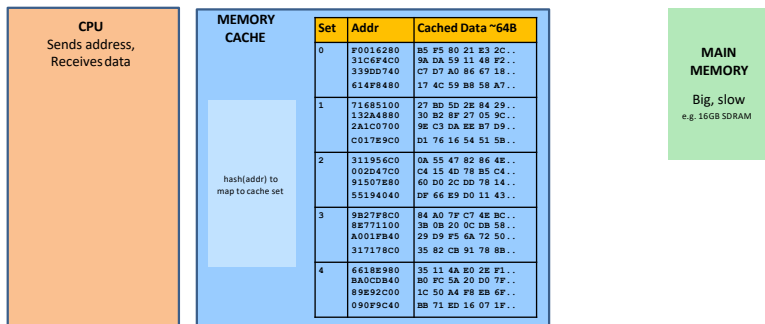 CPU
Sends address,
Receives data
MEMORY
CACHE
hash(addr) to
map to cache set
Set Addr Cached Data ~64B
0 F0016280 B5 F5 80 21 E3 2C..
31C6F4C0 9A DA 59 11 48 F2..
339DD740 C7 D7 A0 86 67 18..
614F8480 17 4C 59 B8 58 A7..
1 71685100 27 BD 5D 2E 84 29..
132A4880 30 B2 8F 27 05 9C..
2A1C0700 9E C3 DA EE B7 D9..
C017E9C0 D1 76 16 54 51 5B..
2 311956C0 0A 55 47 82 86 4E..
002D47C0 C4 15 4D 78 B5 C4..
91507E80 60 D0 2C DD 78 14..
55194040 DF 66 E9 D0 11 43..
3 9B27F8C0 84 A0 7F C7 4E BC..
8E771100 3B 0B 20 0C DB 58..
A001FB40 29 D9 F5 6A 72 50..
317178C0 35 82 CB 91 78 8B..
4 6618E980 35 11 4A E0 2E F1..
BA0CDB40 B0 FC 5A 20 D0 7F..
89E92C00 1C 50 A4 F8 EB 6F..
090F9C40 BB 71 ED 16 07 1F..
MAIN
MEMORY
Big, slow
e.g. 16GB SDRAM